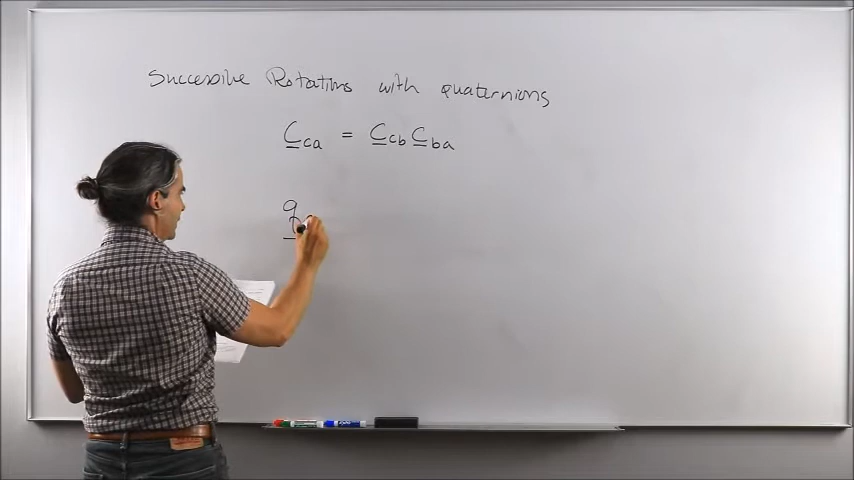 Successive Rotations with quaternions
C_ca = C_cb C_ba
q